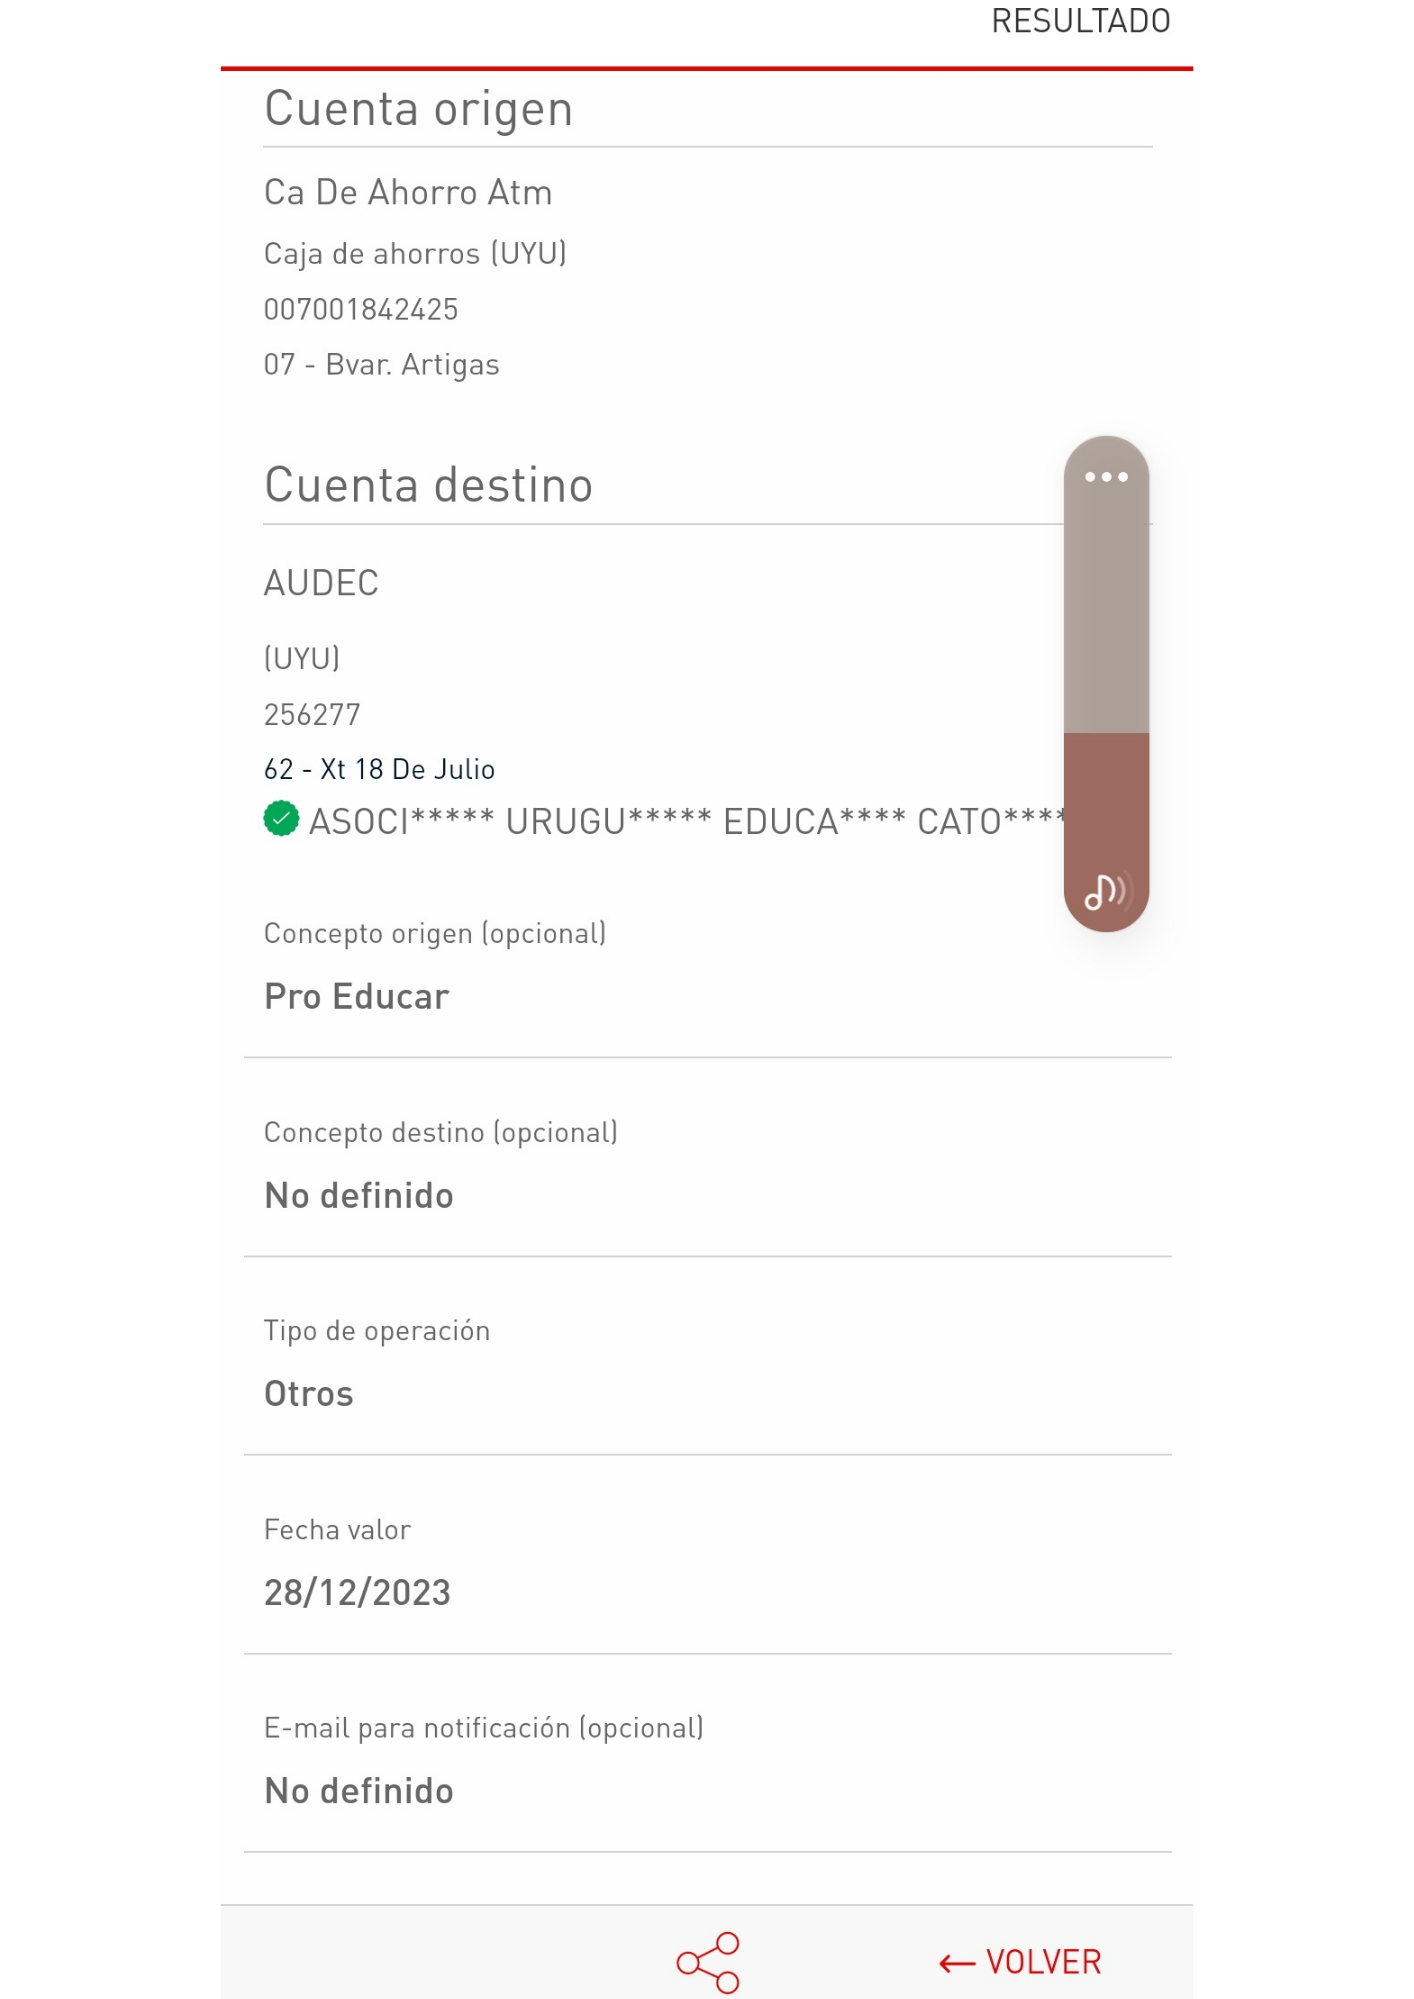 RESULTADO
Cuenta origen
Ca De Ahorro Atm
Caja de ahorros (UYU)
007001842425
07 - Bvar. Artigas
Cuenta destino
AUDEC
(UYU)
256277
62 - Xt 18 De Julio
ASOCI***** URUGU***** EDUCA**** CATO****
Concepto origen (opcional)
Pro Educar
Concepto destino (opcional)
No definido
Tipo de operación
Otros
Fecha valor
28/12/2023
E-mail para notificación (opcional)
No definido
← VOLVER